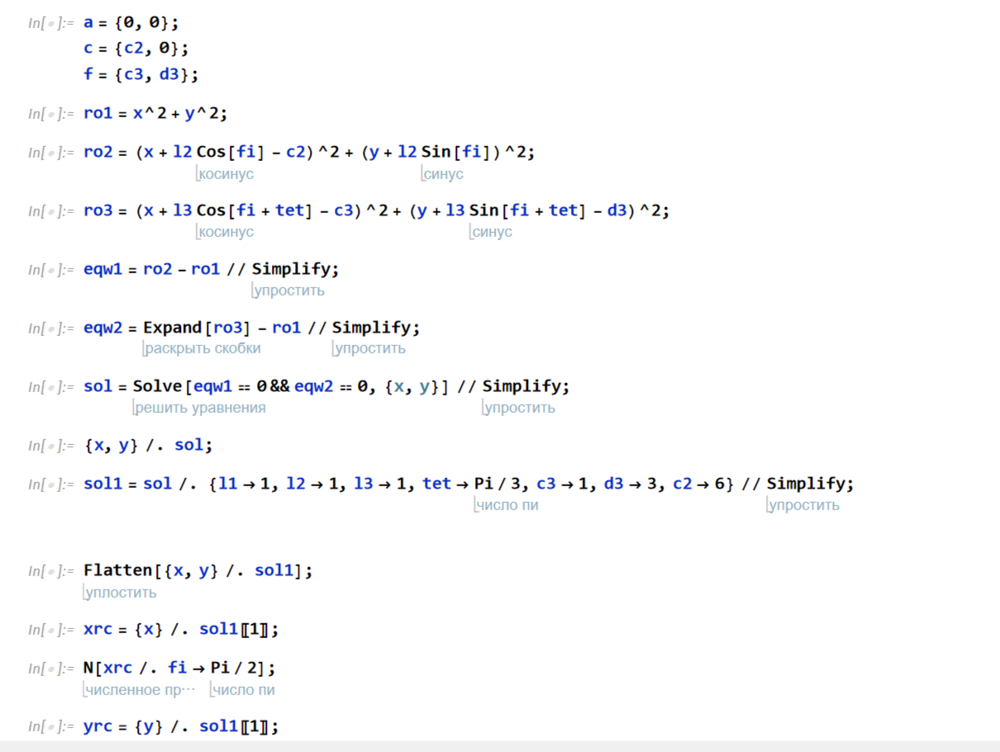 In[∘]:= a = {0, 0};
c = {c2, 0};
f = {c3, d3};
In[∘]:= ro1 = x^2 + y^2;
In[∘]:= ro2 = (x + l2 Cos[fi] - c2)^2 + (y + l2 Sin[fi])^2;
косинус синус
In[∘]:= ro3 = (x + l3 Cos[fi + tet] - c3)^2 + (y + l3 Sin[fi + tet] - d3)^2;
косинус синус
In[∘]:= eqw1 = ro2 - ro1 // Simplify;
упростить
In[∘]:= eqw2 = Expand[ro3] - ro1 // Simplify;
раскрыть скобки упростить
In[∘]:= sol = Solve[eqw1 == 0 && eqw2 == 0, {x, y}] // Simplify;
решить уравнения упростить
In[∘]:= {x, y} /. sol;
In[∘]:= sol1 = sol /. {l1 → 1, l2 → 1, l3 → 1, tet → Pi / 3, c3 → 1, d3 → 3, c2 → 6} // Simplify;
число пи упростить
In[∘]:= Flatten[{x, y} /. sol1];
уплостить
In[∘]:= xrc = {x} /. sol1〚1〛;
In[∘]:= N[xrc /. fi → Pi / 2];
численное пр⋯ число пи
In[∘]:= yrc = {y} /. sol1〚1〛;